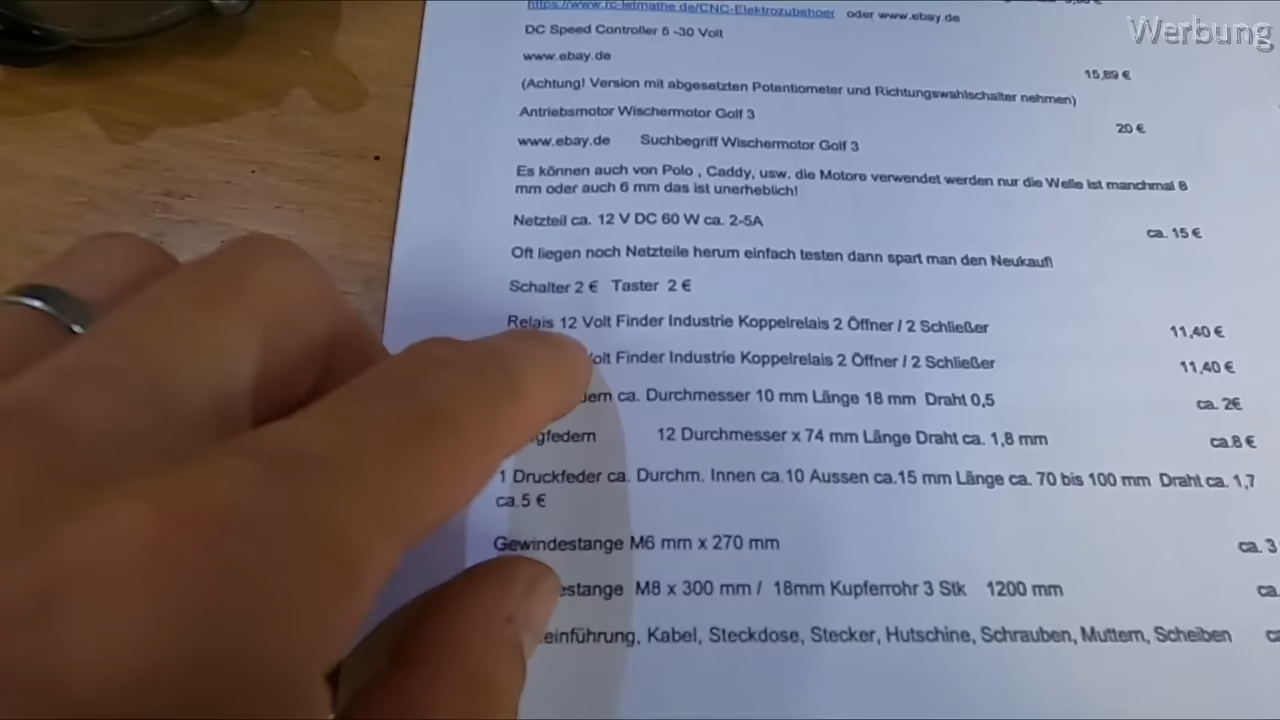 Werbung
https://www.rc-letmathe.de/CNC-Elektrozubehoer oder www.ebay.de
DC Speed Controller 6 -30 Volt
www.ebay.de
15,89 €
(Achtung! Version mit abgesetzten Potentiometer und Richtungswahlschalter nehmen)
Antriebsmotor Wischermotor Golf 3
20 €
www.ebay.de Suchbegriff Wischermotor Golf 3
Es können auch von Polo , Caddy, usw. die Motore verwendet werden nur die Welle ist manchmal 8
mm oder auch 6 mm das ist unerheblich!
Netzteil ca. 12 V DC 60 W ca. 2-5A ca. 15 €
Oft liegen noch Netzteile herum einfach testen dann spart man den Neukauf!
Schalter 2 € Taster 2 €
Relais 12 Volt Finder Industrie Koppelrelais 2 Öffner / 2 Schließer 11,40 €
Volt Finder Industrie Koppelrelais 2 Öffner / 2 Schließer 11,40 €
ca. Durchmesser 10 mm Länge 18 mm Draht 0,5 ca. 2€
gfedern 12 Durchmesser x 74 mm Länge Draht ca. 1,8 mm ca.8 €
1 Druckfeder ca. Durchm. Innen ca.10 Aussen ca.15 mm Länge ca. 70 bis 100 mm Draht ca. 1,7
ca.5 €
Gewindestange M6 mm x 270 mm ca. 3
estange M8 x 300 mm / 18mm Kupferrohr 3 Stk 1200 mm ca.
einführung, Kabel, Steckdose, Stecker, Hutschine, Schrauben, Muttern, Scheiben